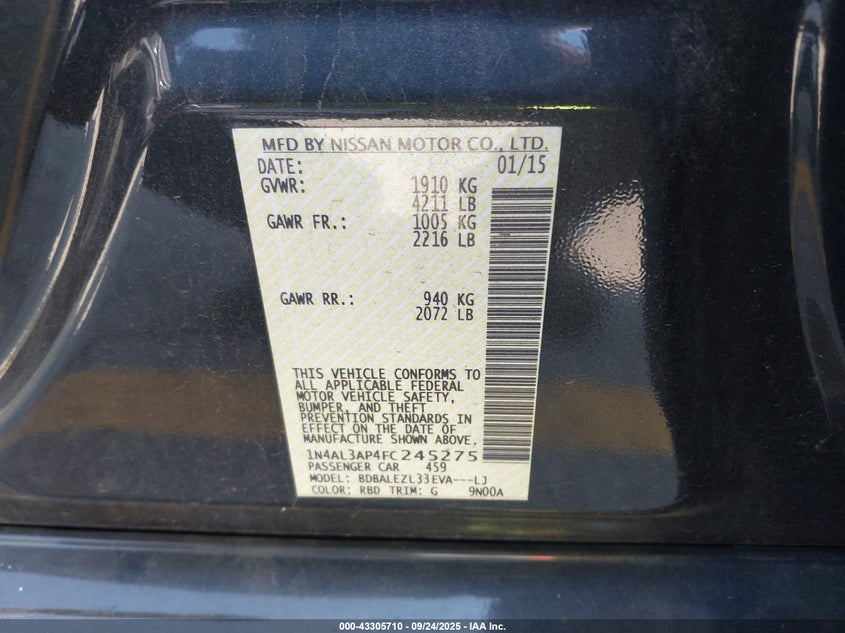 MFD BY NISSAN MOTOR CO., LTD.
DATE: 01/15
GVWR: 1910 KG
4211 LB
GAWR FR.: 1005 KG
2216 LB
GAWR RR.: 940 KG
2072 LB
THIS VEHICLE CONFORMS TO
ALL APPLICABLE FEDERAL
MOTOR VEHICLE SAFETY,
BUMPER, AND THEFT
PREVENTION STANDARDS IN
EFFECT ON THE DATE OF
MANUFACTURE SHOWN ABOVE.
1N4AL3AP4FC245275
PASSENGER CAR 459
MODEL: BDBALEZL33EVA---LJ
COLOR: RBD TRIM: G 9N00A
000-43305710 - 09/24/2025 - IAA Inc.